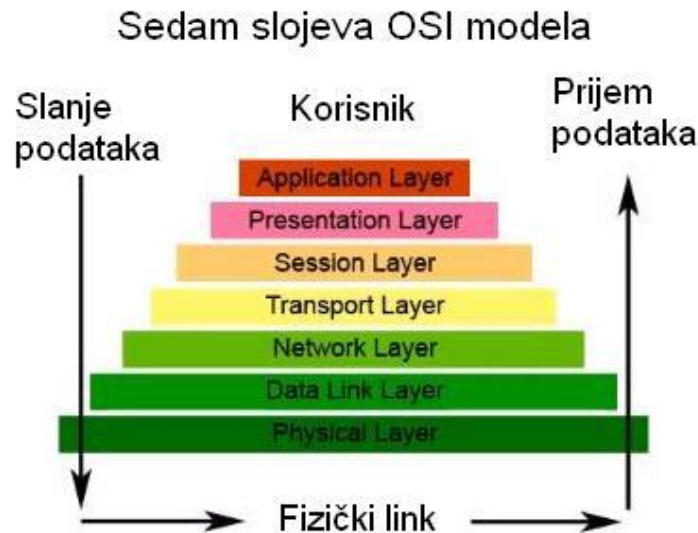 Sedam slojeva OSI modela
Slanje
podataka
Korisnik
Prijem
podataka
Application Layer
Presentation Layer
Session Layer
Transport Layer
Network Layer
Data Link Layer
Physical Layer
Fizički link